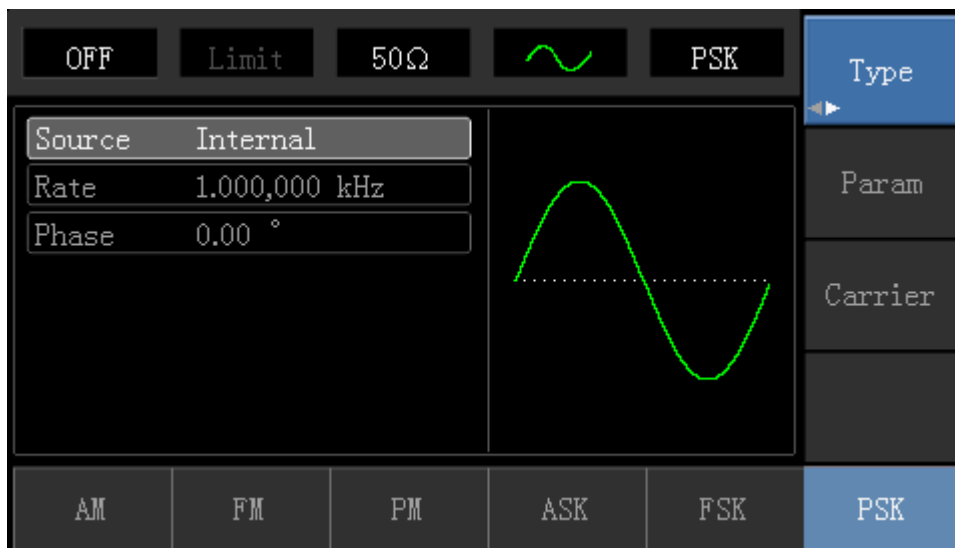 OFF Limit 50Ω PSK
Type
Source Internal
Rate 1.000,000 kHz
Phase 0.00 °
Param
Carrier
AM FM PM ASK FSK PSK